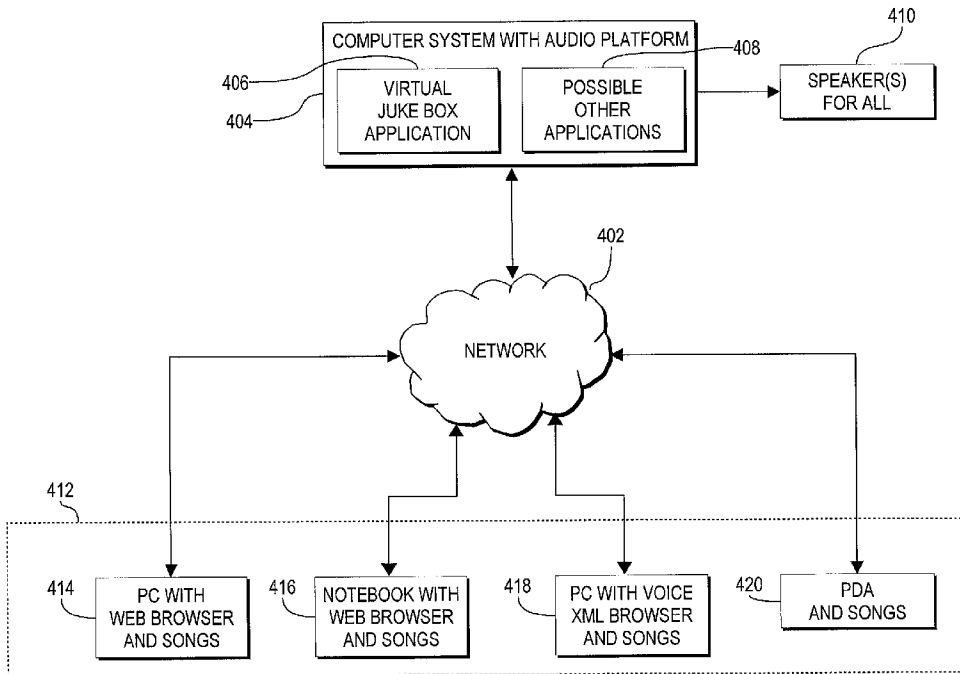 COMPUTER SYSTEM WITH AUDIO PLATFORM
406
408
410
404
VIRTUAL
JUKE BOX
APPLICATION
POSSIBLE
OTHER
APPLICATIONS
SPEAKER(S)
FOR ALL
402
NETWORK
412
414
PC WITH
WEB BROWSER
AND SONGS
416
NOTEBOOK WITH
WEB BROWSER
AND SONGS
418
PC WITH VOICE
XML BROWSER
AND SONGS
420
PDA
AND SONGS